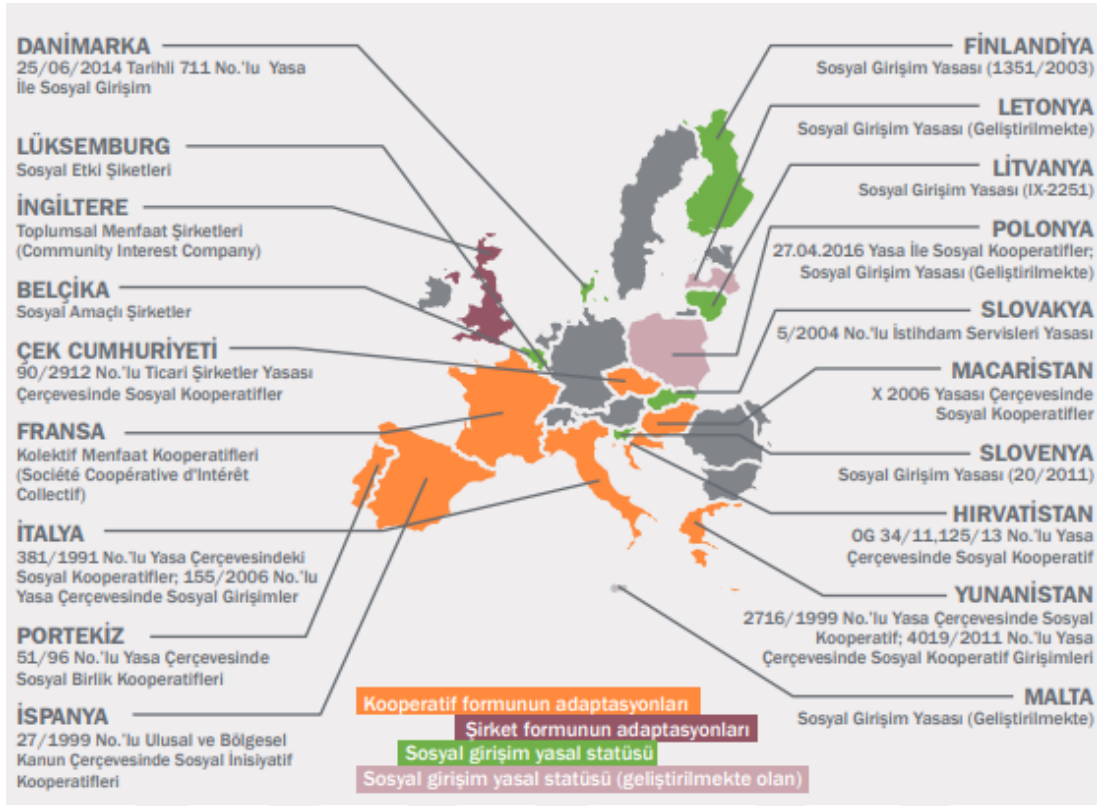 DANİMARKA
25/06/2014 Tarihli 711 No.'lu Yasa
İle Sosyal Girişim
LÜKSEMBURG
Sosyal Etki Şiketleri
İNGİLTERE
Toplumsal Menfaat Şirketleri
(Community Interest Company)
BELÇİKA
Sosyal Amaçlı Şirketler
ÇEK CUMHURİYETİ
90/2912 No.'lu Ticari Şirketler Yasası
Çerçevesinde Sosyal Kooperatifler
FRANSA
Kolektif Menfaat Kooperatifleri
(Société Coopérative d'Intérêt
Collectif)
İTALYA
381/1991 No.'lu Yasa Çerçevesindeki
Sosyal Kooperatifler; 155/2006 No.'lu
Yasa Çerçevesinde Sosyal Girişimler
PORTEKİZ
51/96 No.'lu Yasa Çerçevesinde
Sosyal Birlik Kooperatifleri
İSPANYA
27/1999 No.'lu Ulusal ve Bölgesel
Kanun Çerçevesinde Sosyal İnisiyatif
Kooperatifleri
FİNLANDİYA
Sosyal Girişim Yasası (1351/2003)
LETONYA
Sosyal Girişim Yasası (Geliştirilmekte)
LİTVANYA
Sosyal Girişim Yasası (IX-2251)
POLONYA
27.04.2016 Yasa İle Sosyal Kooperatifler;
Sosyal Girişim Yasası (Geliştirilmekte)
SLOVAKYA
5/2004 No.'lu İstihdam Servisleri Yasası
MACARİSTAN
X 2006 Yasası Çerçevesinde
Sosyal Kooperatifler
SLOVENYA
Sosyal Girişim Yasası (20/2011)
HIRVATİSTAN
OG 34/11,125/13 No.'lu Yasa
Çerçevesinde Sosyal Kooperatif
YUNANİSTAN
2716/1999 No.'lu Yasa Çerçevesinde Sosyal
Kooperatif; 4019/2011 No.'lu Yasa
Çerçevesinde Sosyal Kooperatif Girişimleri
MALTA
Sosyal Girişim Yasası (Geliştirilmekte)
Kooperatif formunun adaptasyonları
Şirket formunun adaptasyonları
Sosyal girişim yasal statüsü
Sosyal girişim yasal statüsü (geliştirilmekte olan)